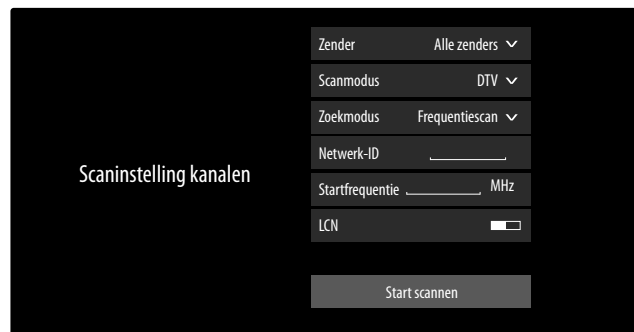 Scaninstelling kanalen
Zender Alle zenders
Scanmodus DTV
Zoekmodus Frequentiescan
Netwerk-ID
Startfrequentie MHz
LCN
Start scannen